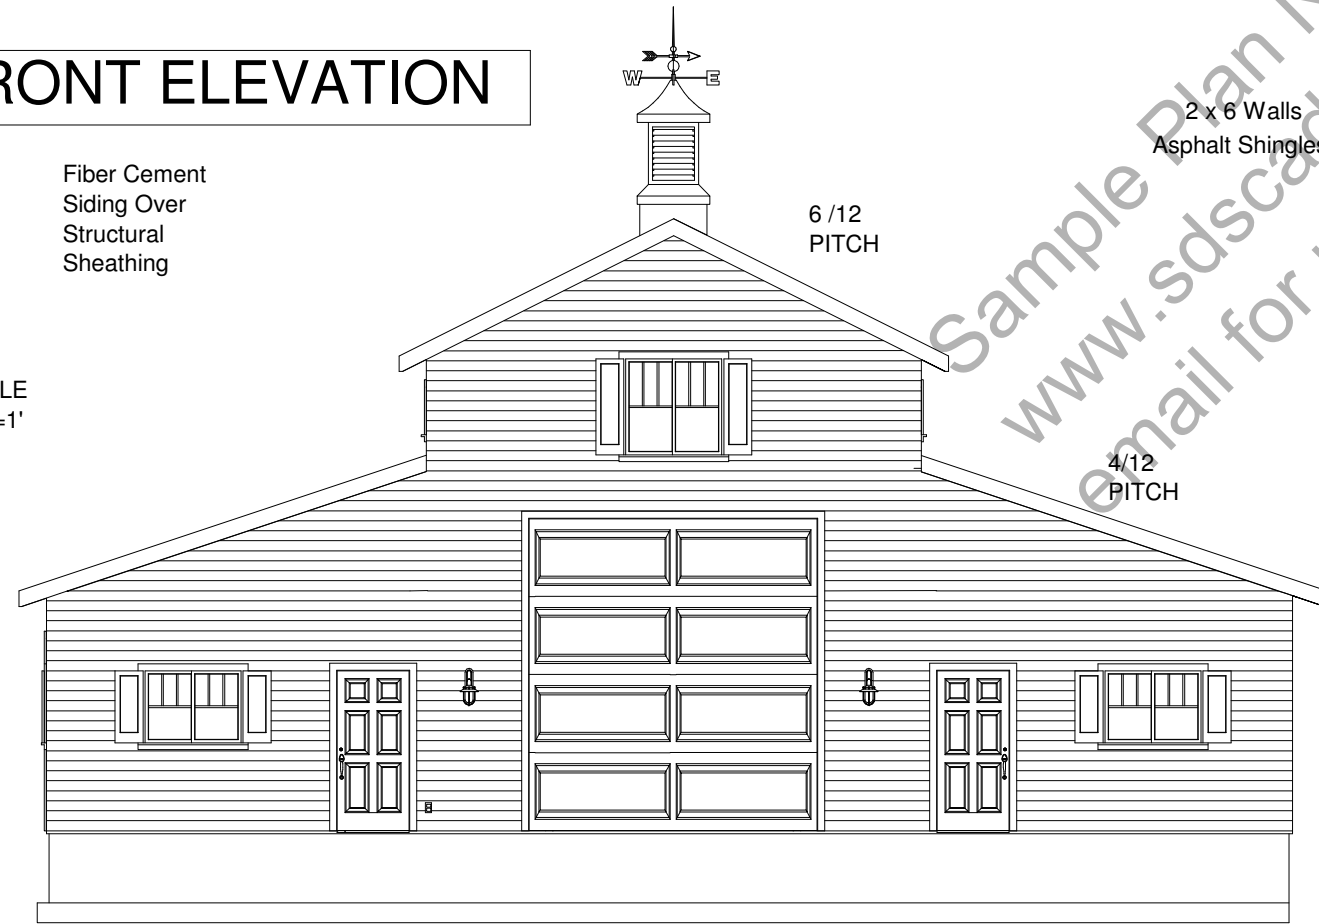 RONT ELEVATION
W E
2 x 6 Walls
Asphalt Shingles
Fiber Cement
Siding Over
Structural
Sheathing
6 /12
PITCH
LE
=1'
4/12
PITCH
Sample Plan
www.sdscad
email for